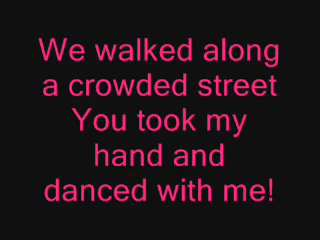 We walked along
a crowded street
You took my
hand and
danced with me!